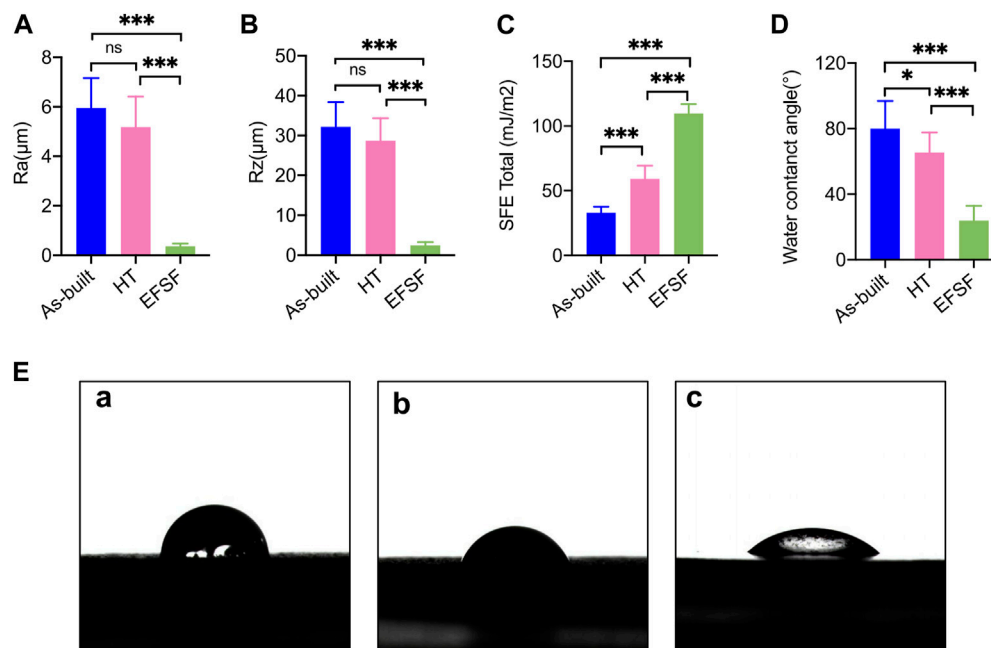 A
Ra(μm)
8
6
4
2
0
***
ns
***
As-built
HT
EFSF
B
Rz(μm)
50
40
30
20
10
0
***
ns
***
As-built
HT
EFSF
C
SFE Total (mJ/m2)
150
100
50
0
***
***
***
As-built
HT
EFSF
D
Water contanct angle(°)
120
80
40
0
***
*
***
As-built
HT
EFSF
E
a
b
c